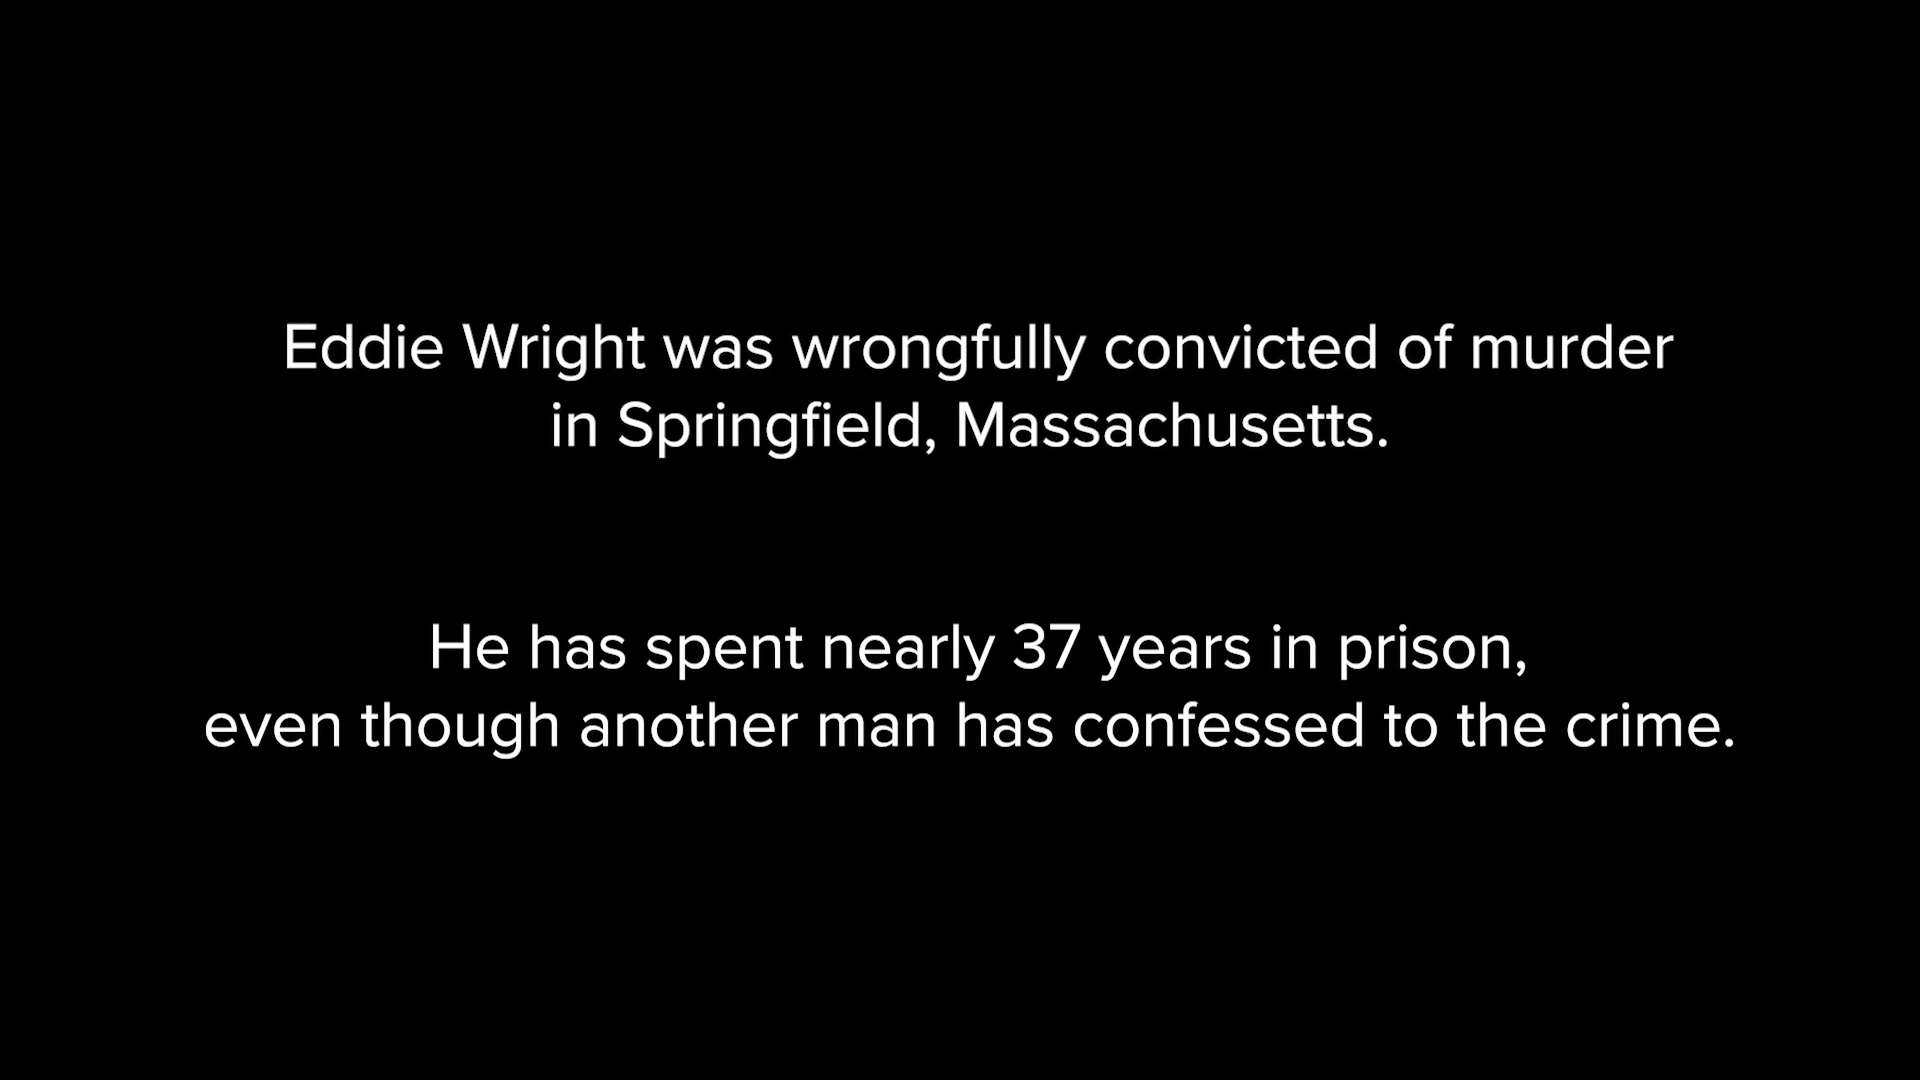 Eddie Wright was wrongfully convicted of murder
in Springfield, Massachusetts.
He has spent nearly 37 years in prison,
even though another man has confessed to the crime.